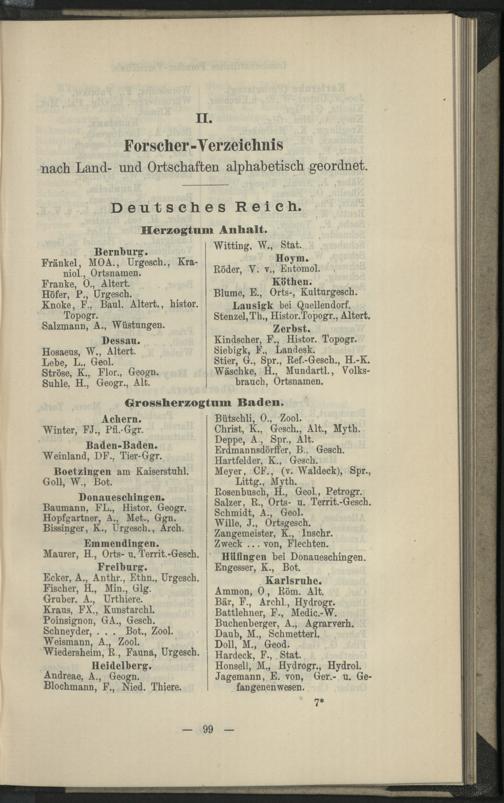 II.
Forscher-Verzeichnis
nach Land- und Ortschaften alphabetisch geordnet.
Deutsches Reich.
Herzogtum Anhalt.
Bernburg.
Fränkel, MOA., Urgesch., Kra-
niol., Ortsnamen.
Franke, O., Altert.
Höfer, P., Urgesch.
Knoke, F., Baul. Altert., histor.
Topogr.
Salzmann, A., Wüstungen.
Dessau.
Hosaeus, W., Altert.
Lebe, L., Geol.
Ströse, K., Flor., Geogn.
Suhle, H., Geogr., Alt.
Witting, W., Stat.
Hoym.
Röder, V. v., Entomol.
Köthen.
Blume, E., Orts-, Kulturgesch.
Lausigk bei Quellendorf.
Stenzel, Th., Histor. Topogr., Altert.
Zerbst.
Kindscher, F., Histor. Topogr.
Siebigk, F., Landesk.
Stier, G., Spr., Ref.-Gesch., H.-K.
Wäschke, H., Mundartl., Volks-
brauch, Ortsnamen.
Grossherzogtum Baden.
Achern.
Winter, FJ., Pfl.-Ggr.
Baden-Baden.
Weinland, DF., Tier-Ggr.
Boetzingen am Kaiserstuhl.
Goll, W., Bot.
Donaueschingen.
Baumann, FL., Histor. Geogr.
Hopfgartner, A., Met., Ggn.
Bissinger, K., Urgesch., Arch.
Emmendingen.
Maurer, H., Orts- u. Territ.-Gesch.
Freiburg.
Ecker, A., Anthr., Ethn., Urgesch.
Fischer, H., Min., Glg.
Gruber. A., Urthiere.
Kraus, FX., Kunstarchl.
Poinsignon, GA., Gesch.
Schneyder, . . . Bot., Zool.
Weismann, A., Zool.
Wiedersheim, R., Fauna, Urgesch.
Heidelberg.
Andreae, A., Geogn.
Blochmann, F., Nied. Thiere.
Bütschli, O., Zool.
Christ, K., Gesch., Alt., Myth.
Deppe, A., Spr., Alt.
Erdmannsdörffer, B., Gesch.
Hartfelder, K., Gesch.
Meyer, CF., (v. Waldeck), Spr.,
Littg., Myth.
Rosenbusch, H., Geol., Petrogr.
Salzer, R., Orts- u. Territ.-Gesch.
Schmidt, A., Geol.
Wille, J., Ortsgesch.
Zangemeister, K., Inschr.
Zweck . . . von, Flechten.
Hüfingen bei Donaueschingen.
Engesser, K., Bot.
Karlsruhe.
Ammon, O., Röm. Alt.
Bär, F., Archl., Hydrogr.
Battlehner, F., Medic.-W.
Buchenberger, A., Agrarverh.
Daub, M., Schmetterl.
Doll, M., Geod.
Hardeck, F., Stat.
Honsell, M., Hydrogr., Hydrol.
Jagemann, E. von, Ger.- u. Ge-
fangenenwesen.
7*
— 99 —